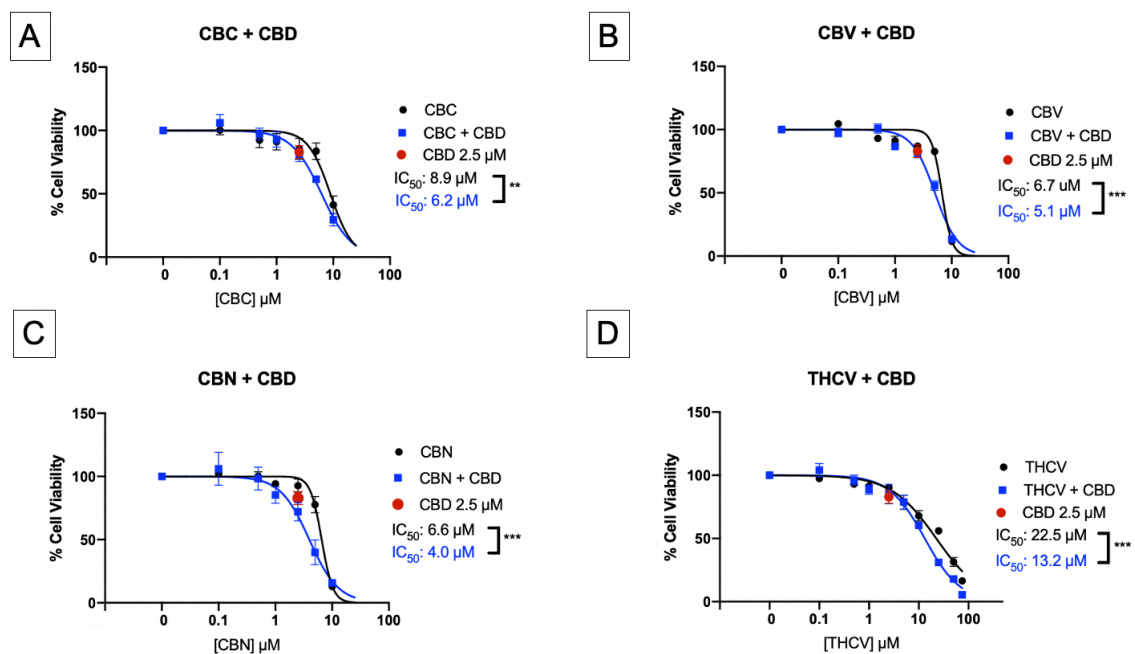 A
CBC + CBD
150
100
50
0
% Cell Viability
0 0.1 1 10 100
[CBC] µM
CBC
CBC + CBD
CBD 2.5 µM
IC50: 8.9 µM
IC50: 6.2 µM
**
B
CBV + CBD
150
100
50
0
% Cell Viability
0 0.1 1 10 100
[CBV] µM
CBV
CBV + CBD
CBD 2.5 µM
IC50: 6.7 uM
IC50: 5.1 µM
***
C
CBN + CBD
150
100
50
0
% Cell Viability
0 0.1 1 10 100
[CBN] µM
CBN
CBN + CBD
CBD 2.5 µM
IC50: 6.6 µM
IC50: 4.0 µM
***
D
THCV + CBD
150
100
50
0
% Cell Viability
0 0.1 1 10 100
[THCV] µM
THCV
THCV + CBD
CBD 2.5 µM
IC50: 22.5 µM
IC50: 13.2 µM
***